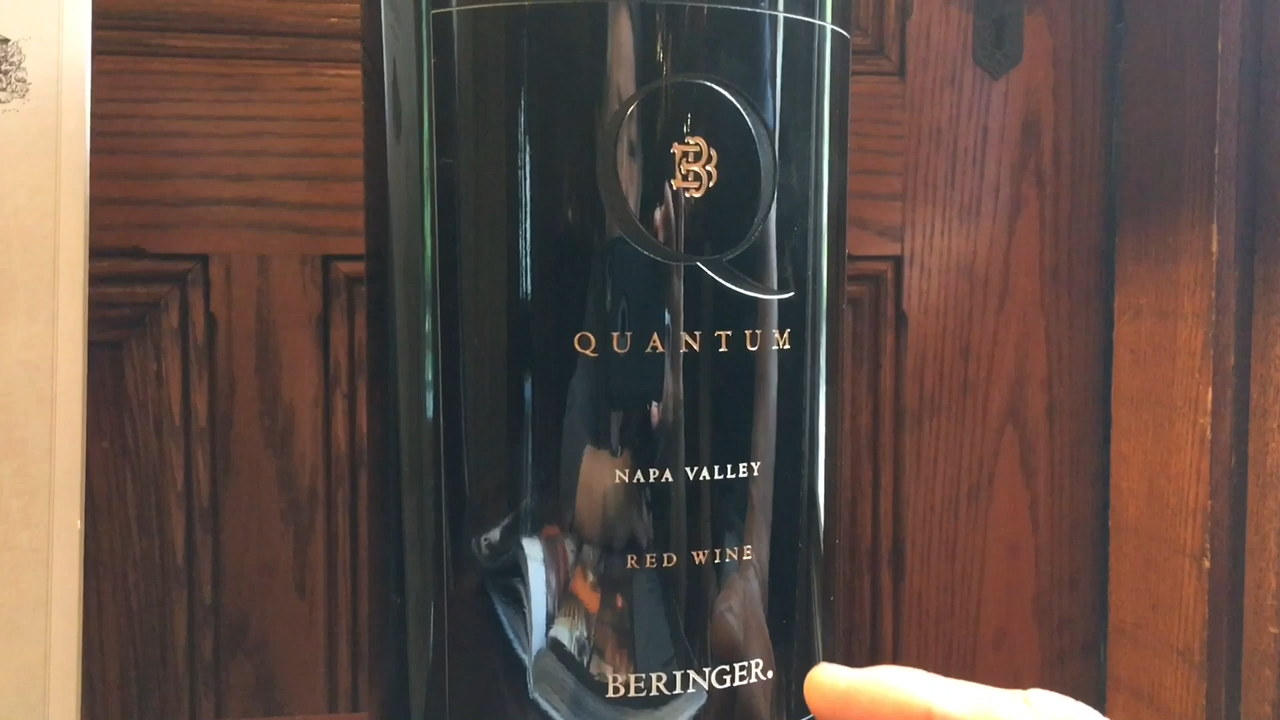 Q
B
QUANTUM
NAPA VALLEY
RED WINE
BERINGER.